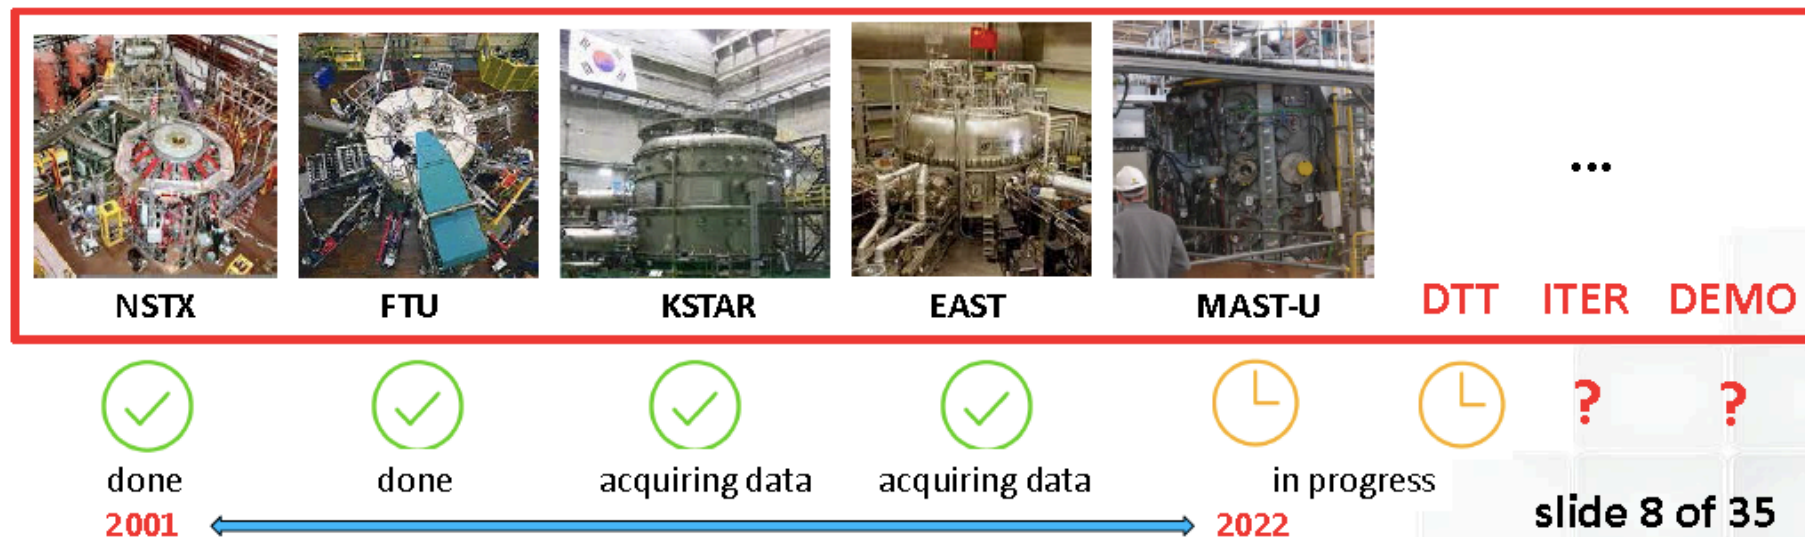 ...
NSTX FTU KSTAR EAST MAST-U DTT ITER DEMO
? ?
done done acquiring data acquiring data in progress
2001 2022
slide 8 of 35